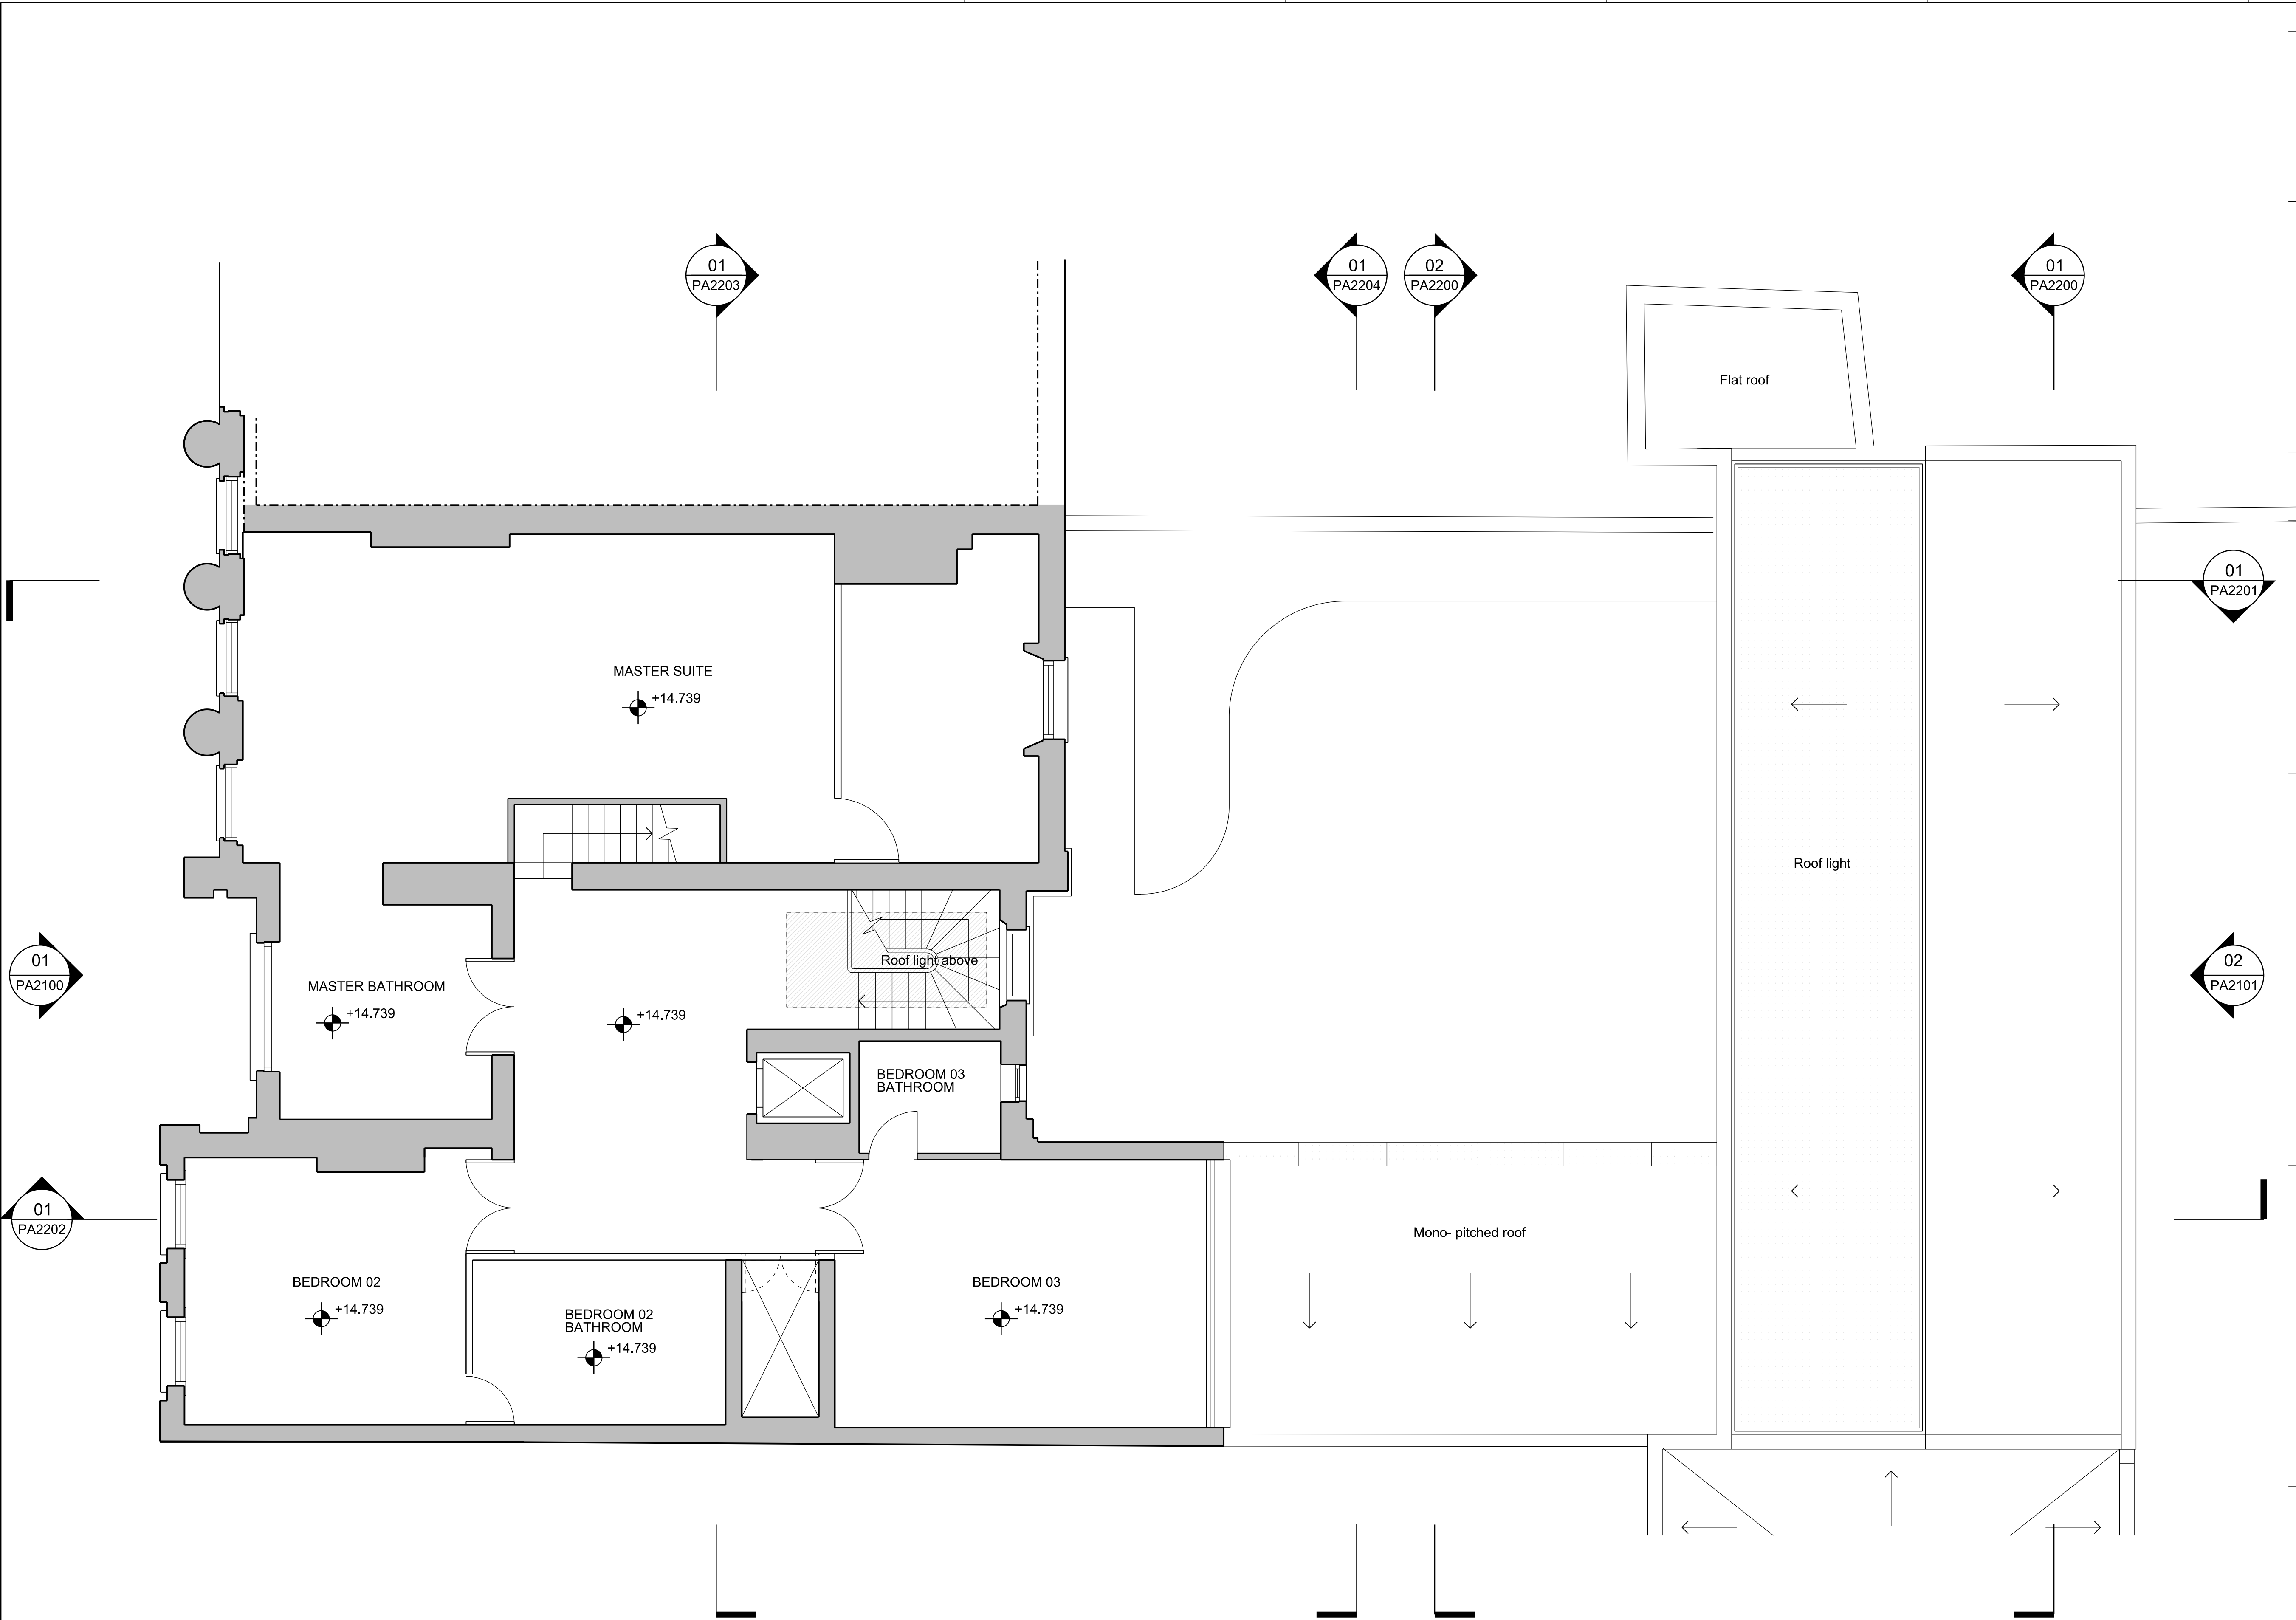 01
PA2203
01
PA2204
02
PA2200
01
PA2200
Flat roof
01
PA2201
MASTER SUITE
+14.739
Roof light
Roof light above
01
PA2100
MASTER BATHROOM
+14.739
+14.739
02
PA2101
BEDROOM 03
BATHROOM
01
PA2202
Mono- pitched roof
BEDROOM 02
+14.739
BEDROOM 02
BATHROOM
+14.739
BEDROOM 03
+14.739